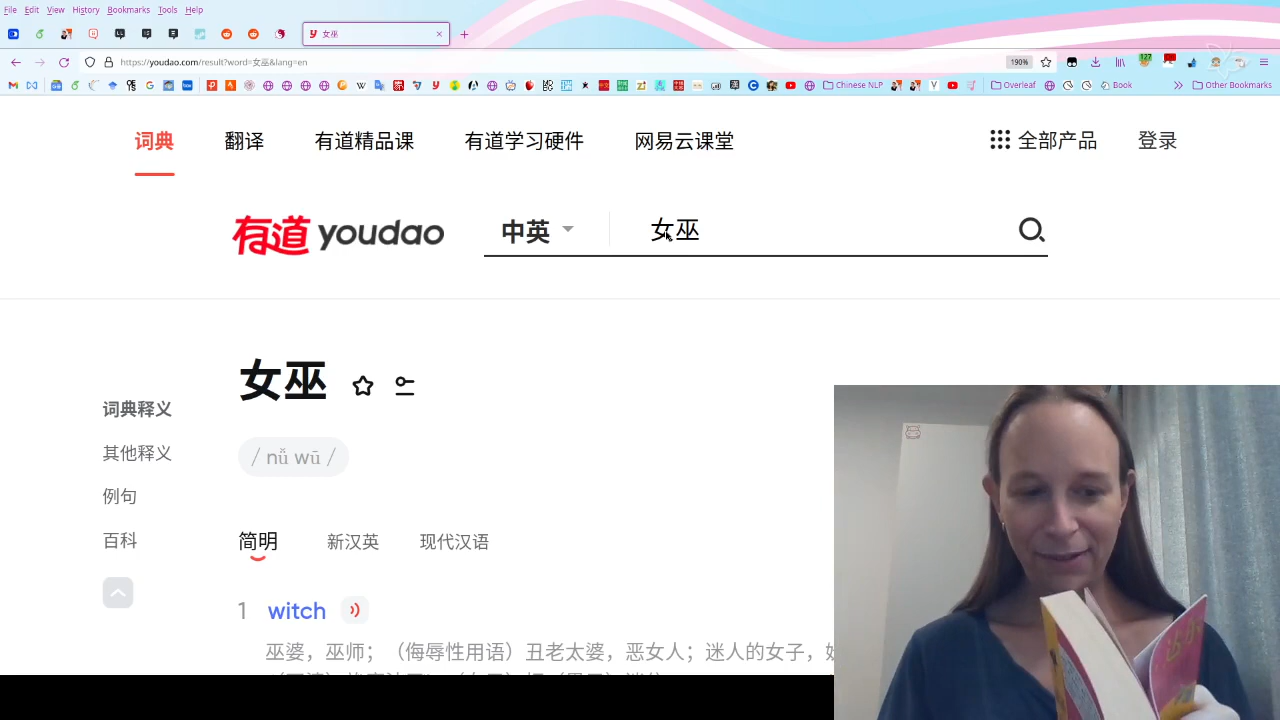 File Edit View History Bookmarks Tools Help
女巫
https://youdao.com/result?word=女巫&lang=en 190% 127
Chinese NLP Overleaf Book Other Bookmarks
词典 翻译 有道精品课 有道学习硬件 网易云课堂 全部产品 登录
有道 youdao 中英 女巫
女巫
词典释义
其他释义
例句
百科
/ nǚ wū /
简明 新汉英 现代汉语
1 witch
巫婆，巫师；（侮辱性用语）丑老太婆，恶女人；迷人的女子，